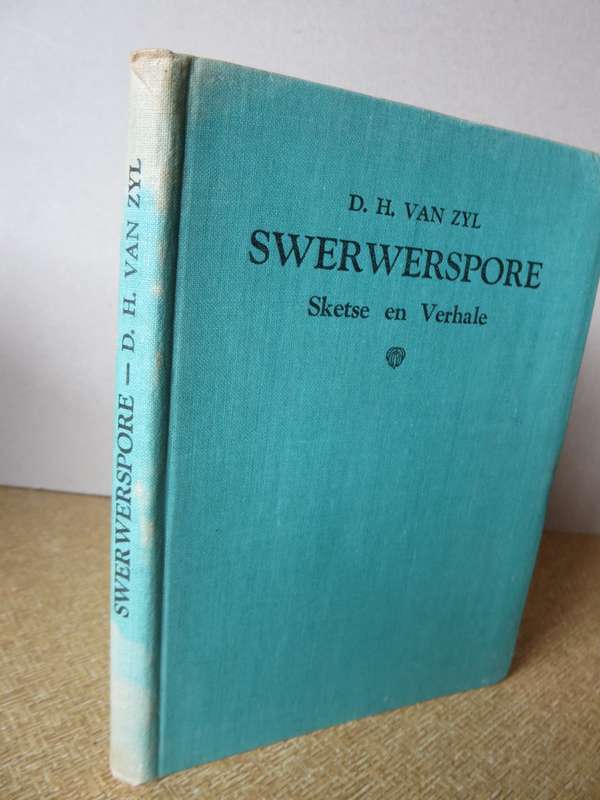 D. H. VAN ZYL
SWERWERSPORE
Sketse en Verhale
SWERWERSPORE — D. H. VAN ZYL